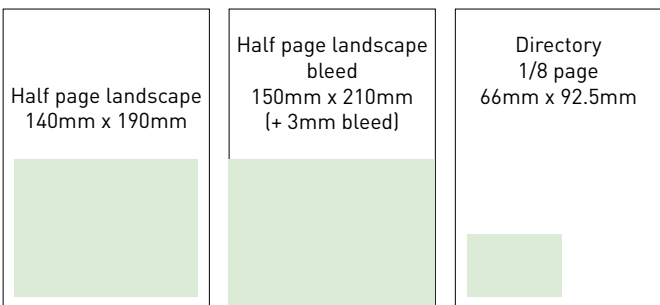 Half page landscape
140mm x 190mm
Half page landscape
bleed
150mm x 210mm
(+ 3mm bleed)
Directory
1/8 page
66mm x 92.5mm